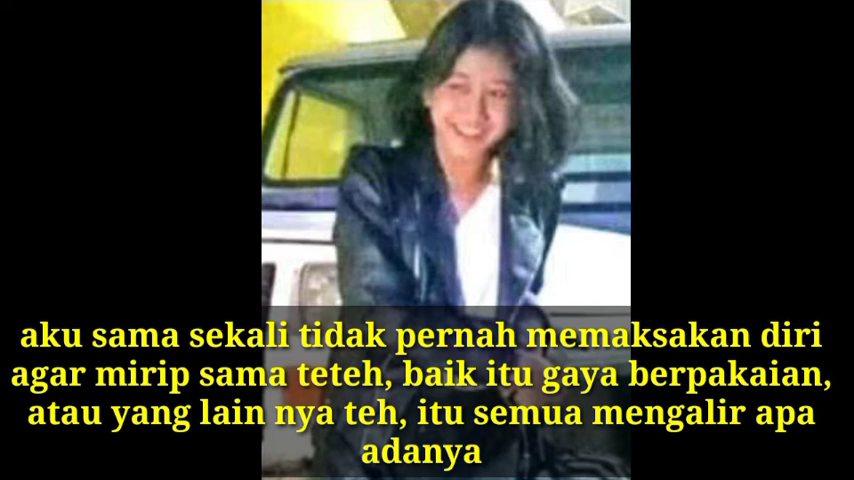 aku sama sekali tidak pernah memaksakan diri
agar mirip sama teteh, baik itu gaya berpakaian,
atau yang lain nya teh, itu semua mengalir apa
adanya